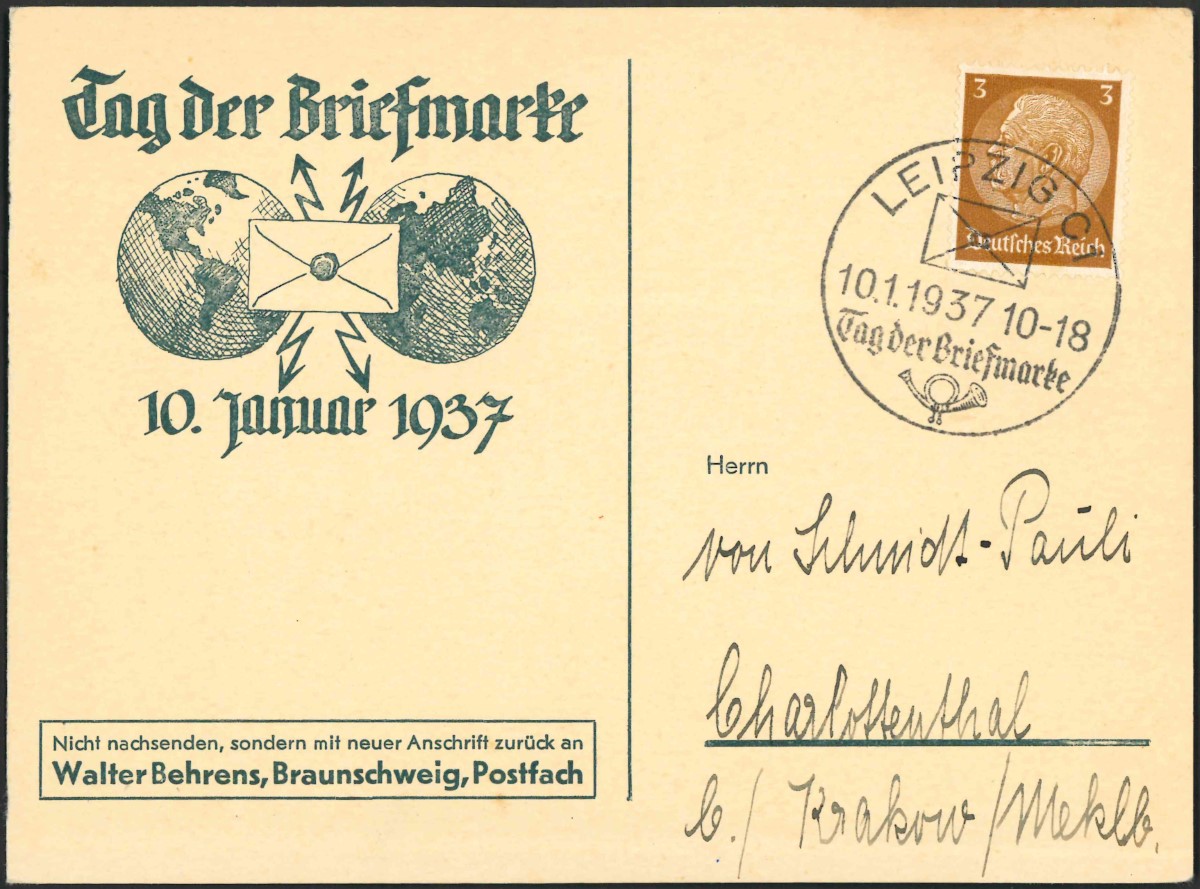 Tag der Briefmarke
10. Januar 1937
Nicht nachsenden, sondern mit neuer Anschrift zurück an
Walter Behrens, Braunschweig, Postfach
3 3
Deutsches Reich
LEIPZIG C1
10.1.1937 10-18
Tag der Briefmarke
Herrn
von Schmidt-Pauli
Charlottenthal
b./ Krakow/Meklb.